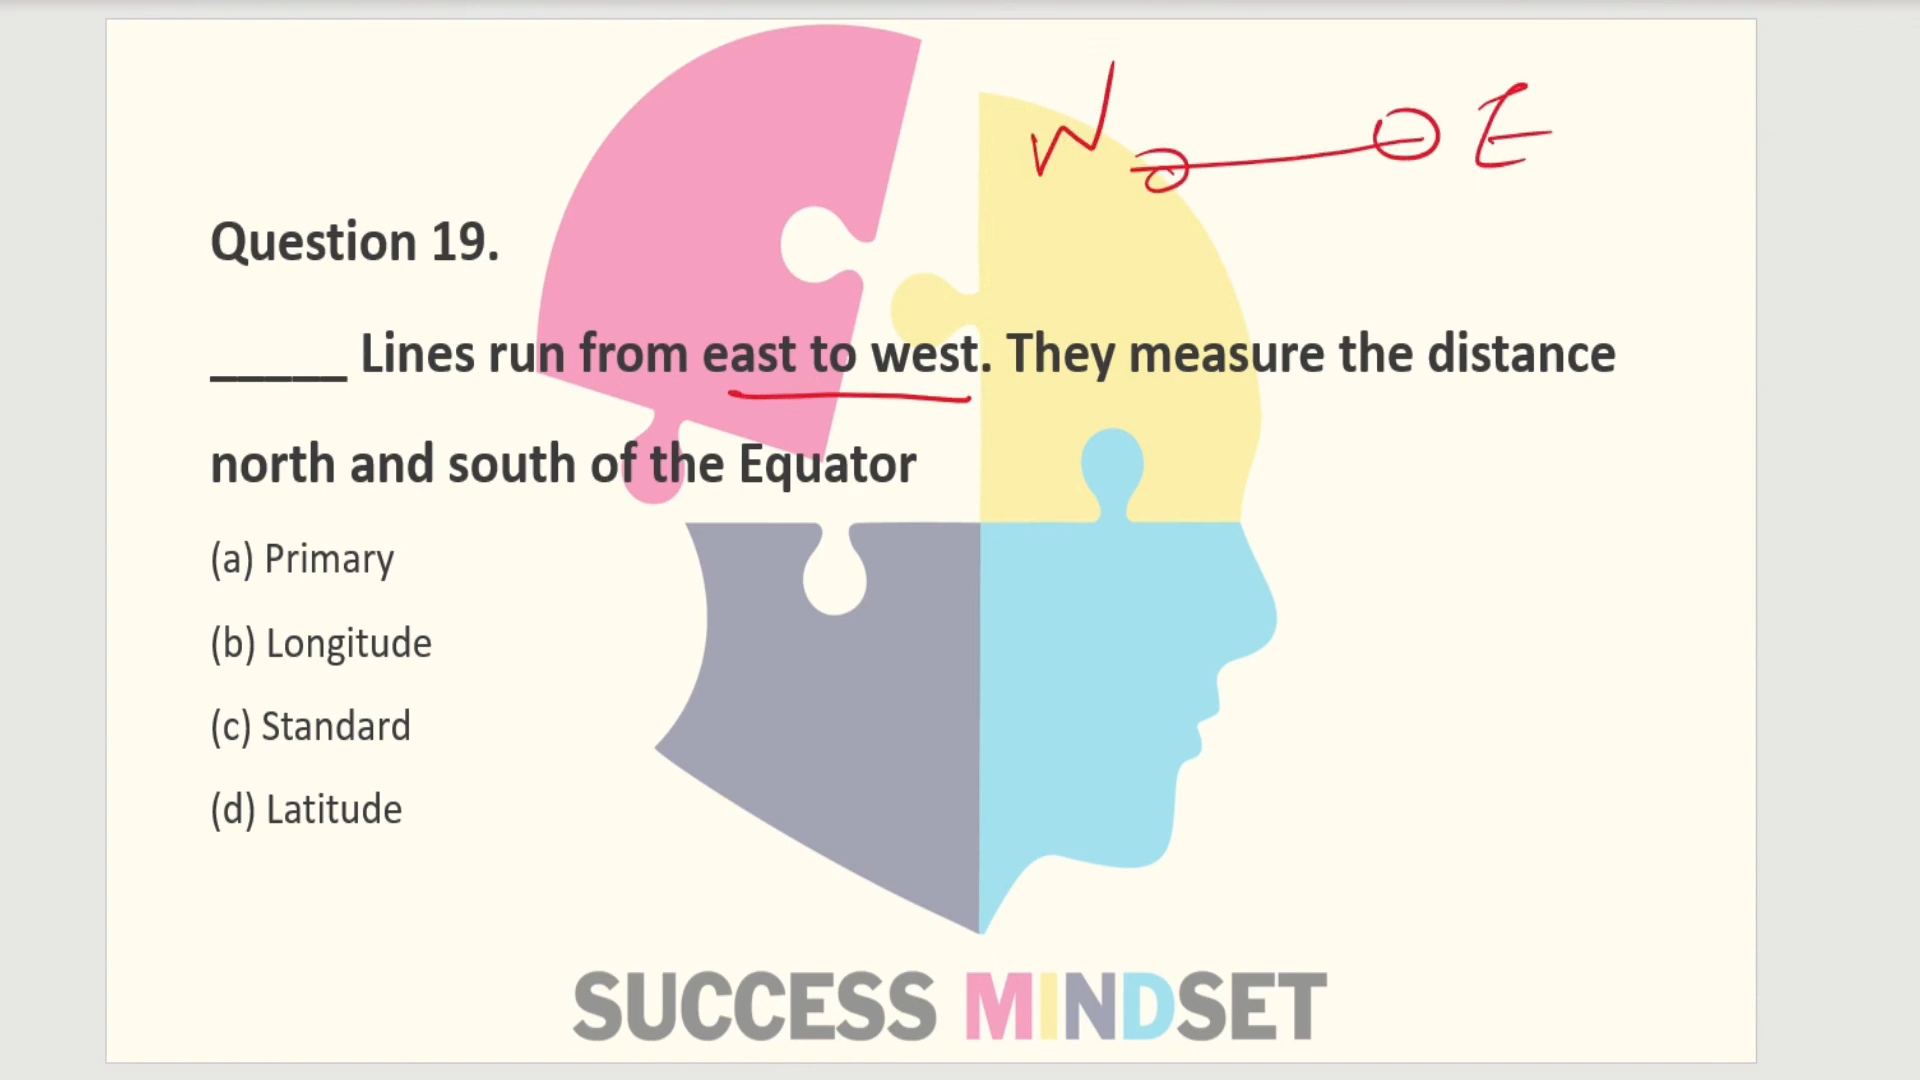 W E
Question 19.
_____ Lines run from east to west. They measure the distance
north and south of the Equator
(a) Primary
(b) Longitude
(c) Standard
(d) Latitude
SUCCESS MINDSET